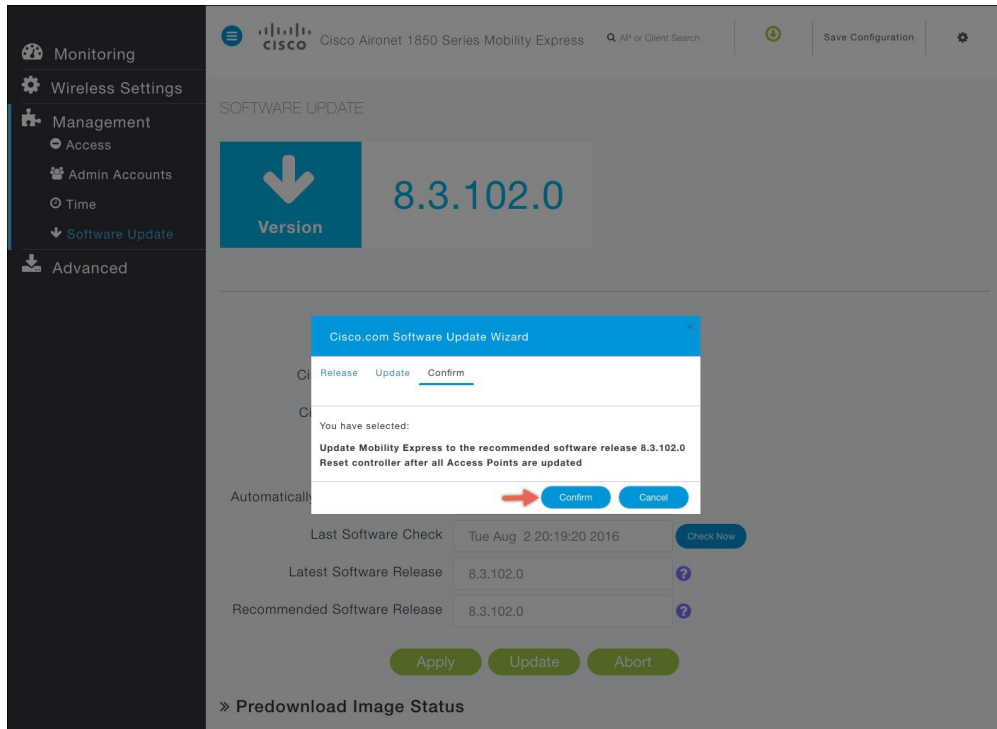 Monitoring
Wireless Settings
Management
Access
Admin Accounts
Time
Software Update
Advanced
CISCO Cisco Aironet 1850 Series Mobility Express AP or Client Search Save Configuration
SOFTWARE UPDATE
Version
8.3.102.0
Cisco.com Software Update Wizard
Release Update Confirm
You have selected:
Update Mobility Express to the recommended software release 8.3.102.0
Reset controller after all Access Points are updated
Confirm Cancel
Ci
Ci
Automatically
Last Software Check Tue Aug 2 20:19:20 2016 Check Now
Latest Software Release 8.3.102.0 ?
Recommended Software Release 8.3.102.0 ?
Apply Update Abort
» Predownload Image Status